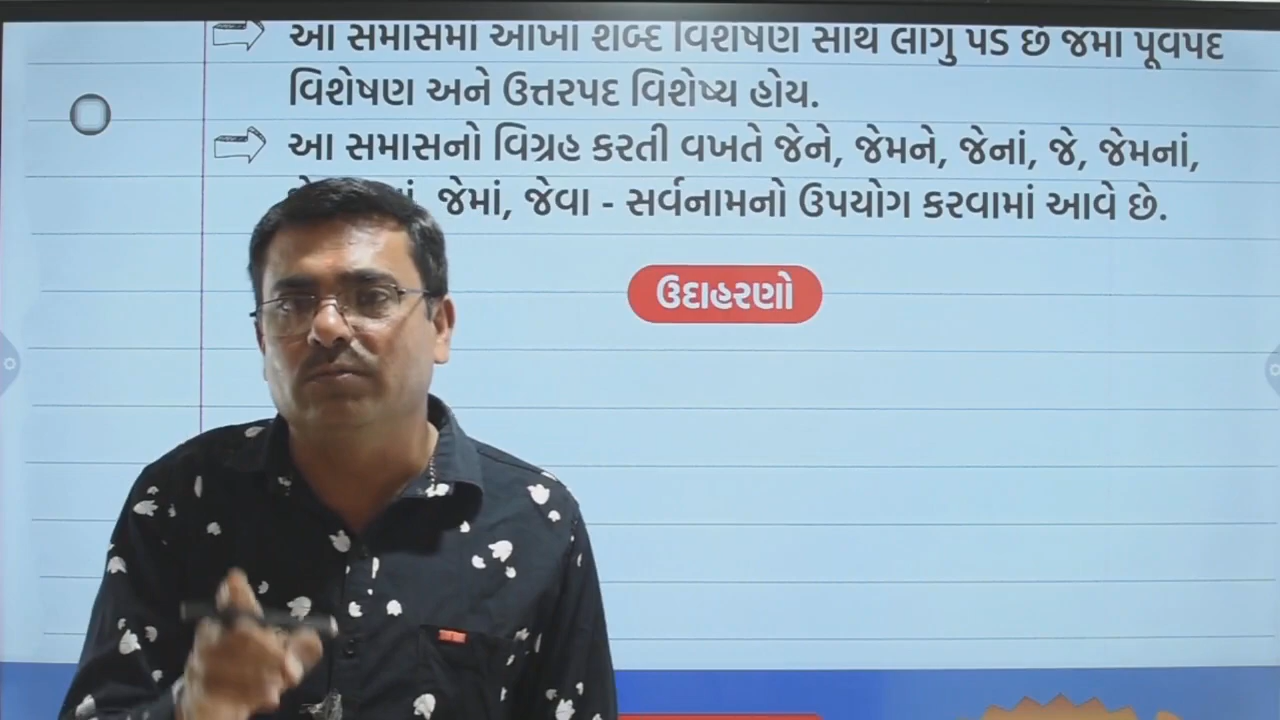 આ સમાસમાં આખો શબ્દ વિશેષણ સાથે લાગુ પડે છે જેમાં પૂર્વપદ
વિશેષણ અને ઉત્તરપદ વિશેષ્ય હોય.
આ સમાસનો વિગ્રહ કરતી વખતે જેને, જેમને, જેનાં, જે, જેમનાં,
જેમાં, જેવા - સર્વનામનો ઉપયોગ કરવામાં આવે છે.
ઉદાહરણો